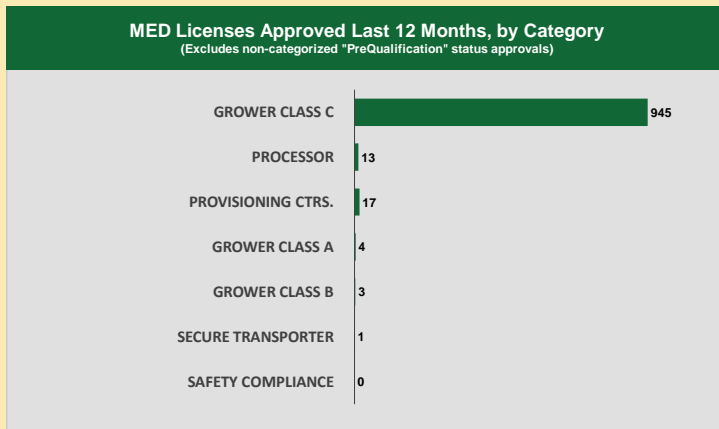 MED Licenses Approved Last 12 Months, by Category
(Excludes non-categorized "PreQualification" status approvals)
GROWER CLASS C 945
PROCESSOR 13
PROVISIONING CTRS. 17
GROWER CLASS A 4
GROWER CLASS B 3
SECURE TRANSPORTER 1
SAFETY COMPLIANCE 0